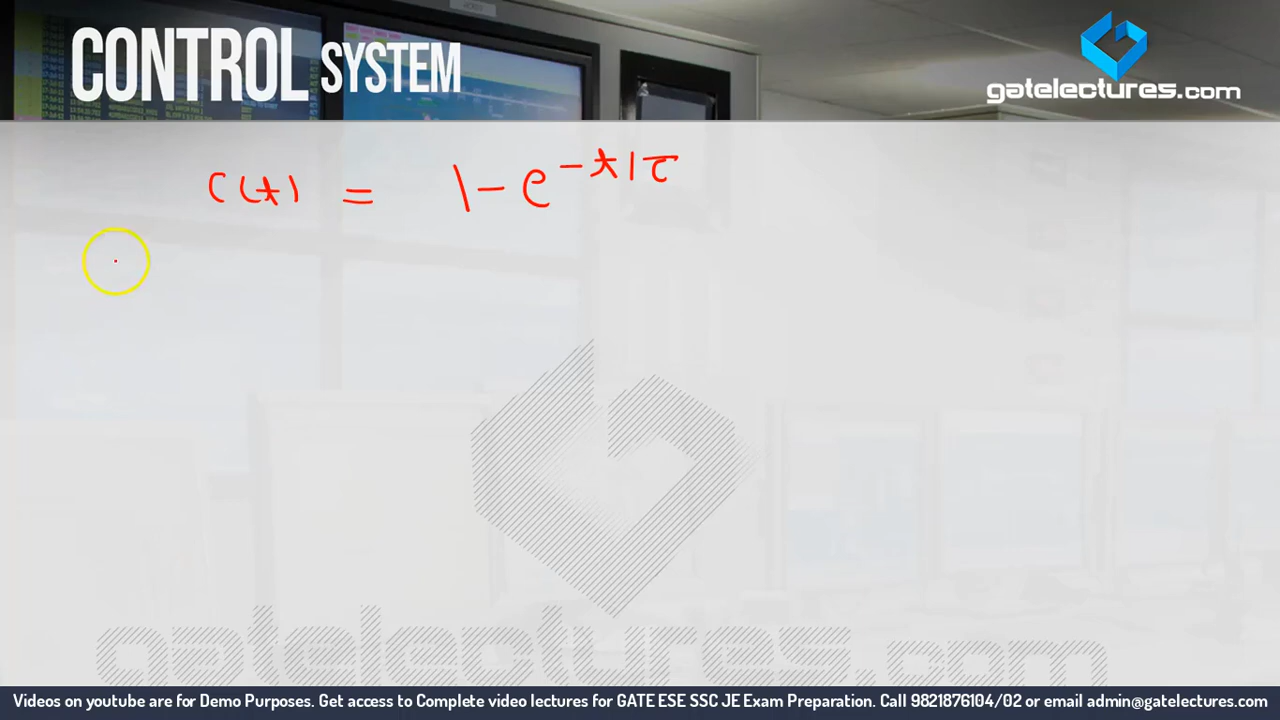 CONTROL SYSTEM
gatelectures.com
c(t) = 1 - e^{-t/τ}
gatelectures.com
Videos on youtube are for Demo Purposes. Get access to Complete video lectures for GATE ESE SSC JE Exam Preparation. Call 9821876104/02 or email admin@gatelectures.com